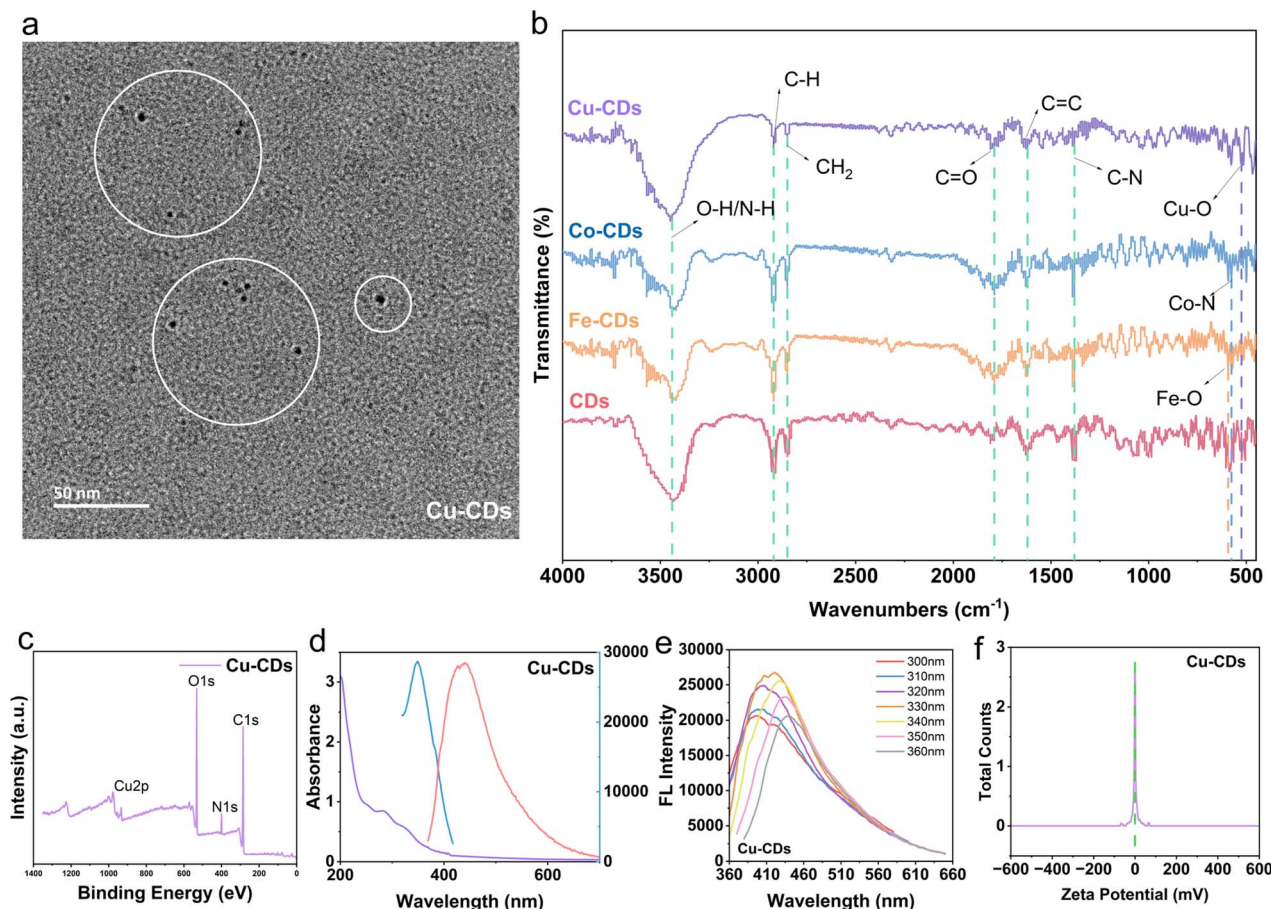 a
50 nm
Cu-CDs
b
Transmittance (%)
Cu-CDs
C-H
C=C
CH₂
C=O
C-N
Cu-O
O-H/N-H
Co-CDs
Co-N
Fe-CDs
Fe-O
CDs
4000 3500 3000 2500 2000 1500 1000 500
Wavenumbers (cm⁻¹)
c
Intensity (a.u.)
Cu-CDs
O1s
C1s
Cu2p
N1s
1400 1200 1000 800 600 400 200 0
Binding Energy (eV)
d
Absorbance
Cu-CDs
3
2
1
0
30000
20000
10000
0
200 400 600
Wavelength (nm)
e
FL Intensity
30000
25000
20000
15000
10000
5000
0
300nm
310nm
320nm
330nm
340nm
350nm
360nm
Cu-CDs
360 410 460 510 560 610 660
Wavelength (nm)
f
Total Counts
Cu-CDs
3
2
1
0
−600 −400 −200 0 200 400 600
Zeta Potential (mV)